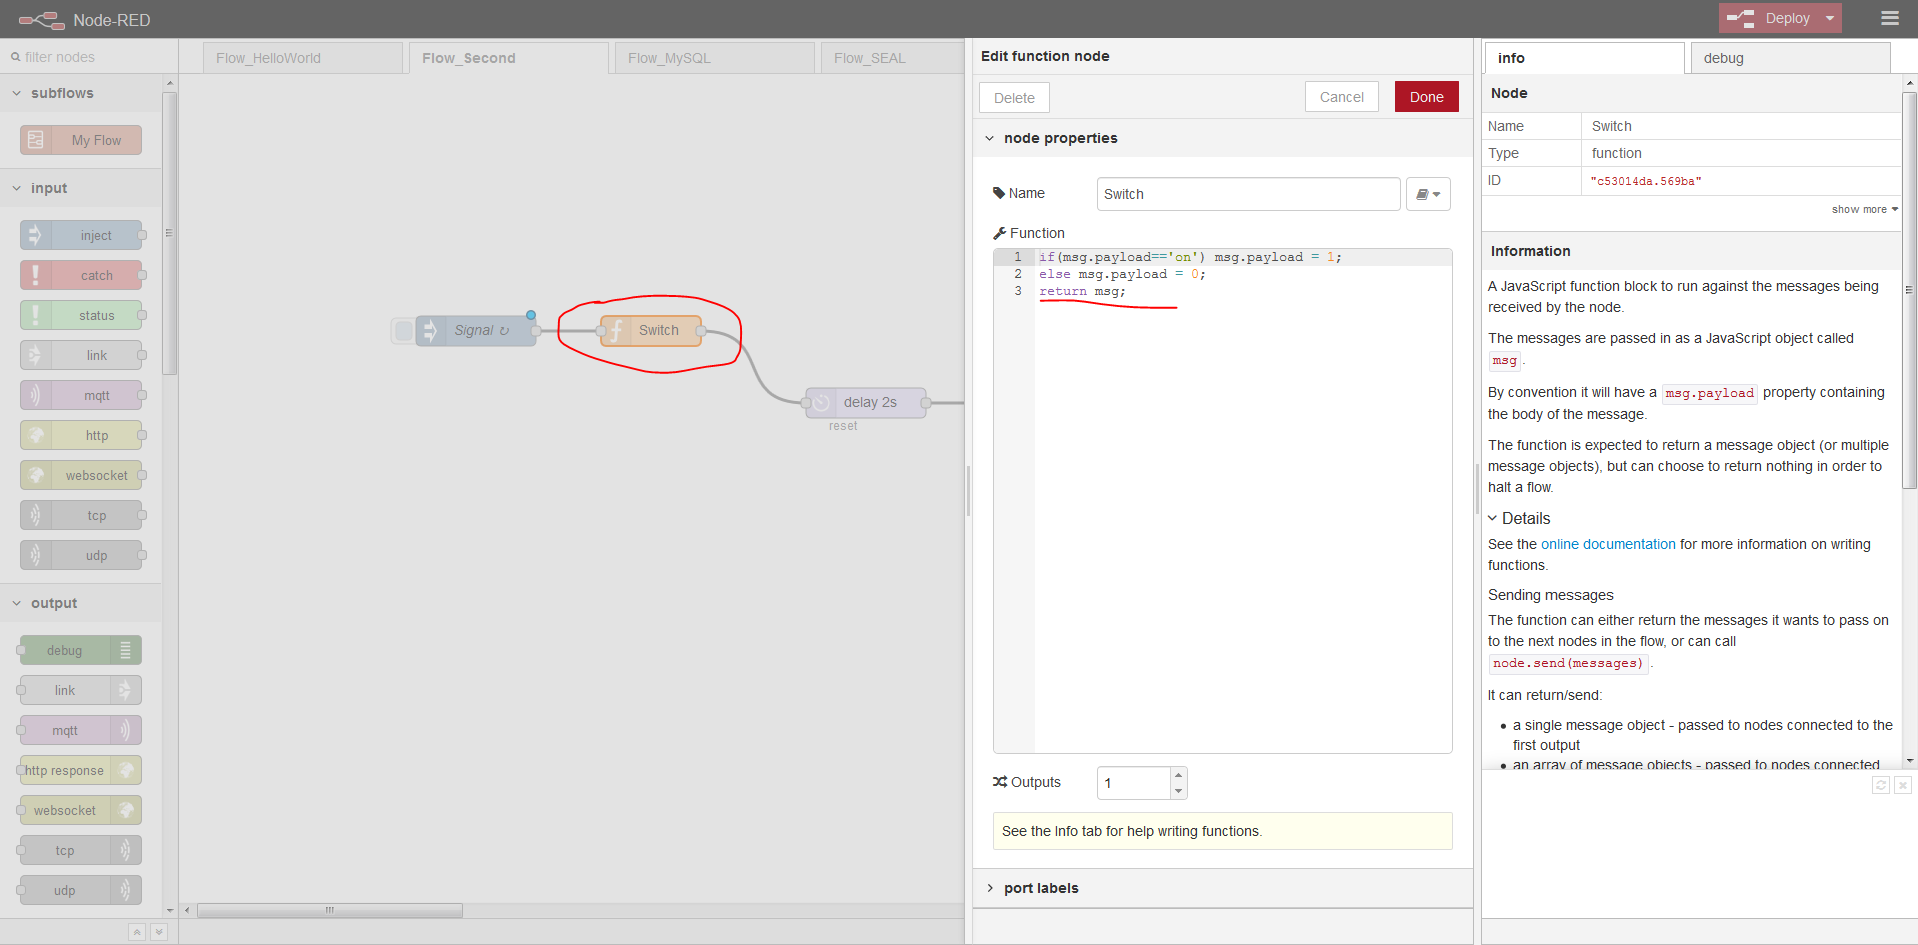 Node-RED
Deploy
filter nodes
subflows
My Flow
input
inject
catch
status
link
mqtt
http
websocket
tcp
udp
output
debug
link
mqtt
http response
websocket
tcp
udp
Flow_HelloWorld
Flow_Second
Flow_MySQL
Flow_SEAL
Signal ↻
Switch
delay 2s
reset
Edit function node
Delete
Cancel
Done
node properties
Name
Switch
Function
1 if(msg.payload=='on') msg.payload = 1;
2 else msg.payload = 0;
3 return msg;
Outputs
1
See the Info tab for help writing functions.
port labels
info
debug
Node
Name Switch
Type function
ID "c53014da.569ba"
show more
Information
A JavaScript function block to run against the messages being
received by the node.
The messages are passed in as a JavaScript object called
msg .
By convention it will have a msg.payload property containing
the body of the message.
The function is expected to return a message object (or multiple
message objects), but can choose to return nothing in order to
halt a flow.
Details
See the online documentation for more information on writing
functions.
Sending messages
The function can either return the messages it wants to pass on
to the next nodes in the flow, or can call
node.send(messages) .
It can return/send:
• a single message object - passed to nodes connected to the
first output
• an array of message objects - passed to nodes connected